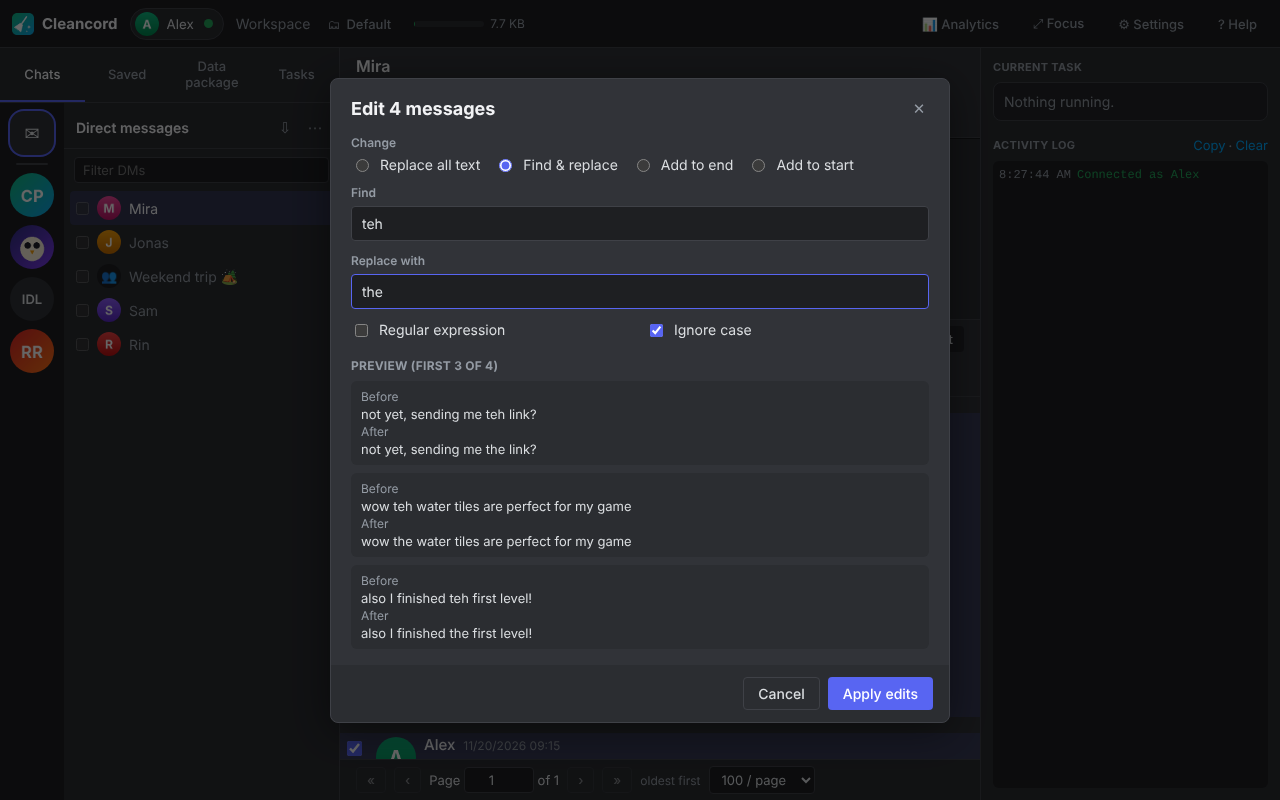 Cleancord
A Alex
Workspace
🗂 Default
7.7 KB
📊 Analytics
⤢ Focus
⚙ Settings
? Help
Chats
Saved
Data package
Tasks
Direct messages
Filter DMs
CP
IDL
RR
M Mira
J Jonas
Weekend trip 🏕️
S Sam
R Rin
Mira
Edit 4 messages
×
Change
Replace all text
Find & replace
Add to end
Add to start
Find
teh
Replace with
the
Regular expression
Ignore case
PREVIEW (FIRST 3 OF 4)
Before
not yet, sending me teh link?
After
not yet, sending me the link?
Before
wow teh water tiles are perfect for my game
After
wow the water tiles are perfect for my game
Before
also I finished teh first level!
After
also I finished the first level!
Cancel
Apply edits
A
Alex 11/20/2026 09:15
« ‹ Page 1 of 1 › » oldest first 100 / page
CURRENT TASK
Nothing running.
ACTIVITY LOG
Copy · Clear
8:27:44 AM Connected as Alex